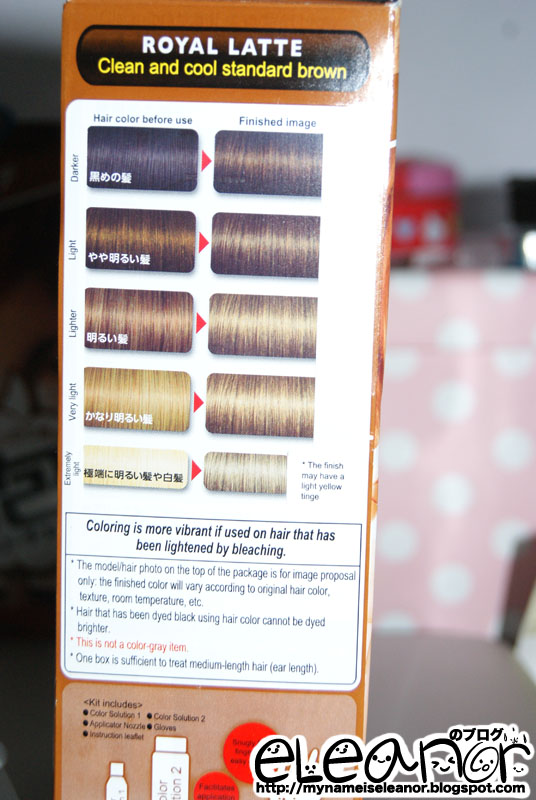 ROYAL LATTE
Clean and cool standard brown
Hair color before use
Finished image
Darker
黒めの髪
Light
やや明るい髪
Lighter
明るい髪
Very light
かなり明るい髪
Extremely
light
極端に明るい髪や白髪
* The finish
may have a
light yellow
tinge
Coloring is more vibrant if used on hair that has
been lightened by bleaching.
* The model/hair photo on the top of the package is for image proposal
only: the finished color will vary according to original hair color,
texture, room temperature, etc.
* Hair that has been dyed black using hair color cannot be dyed
brighter.
* This is not a color-gray item.
* One box is sufficient to treat medium-length hair (ear length).
<Kit includes>
● Color Solution 1 ● Color Solution 2
● Applicator Nozzle ● Gloves
● Instruction leaflet
easy
Facilitates
application
のブログ
eLeanor
http://mynameiseleanor.blogspot.com